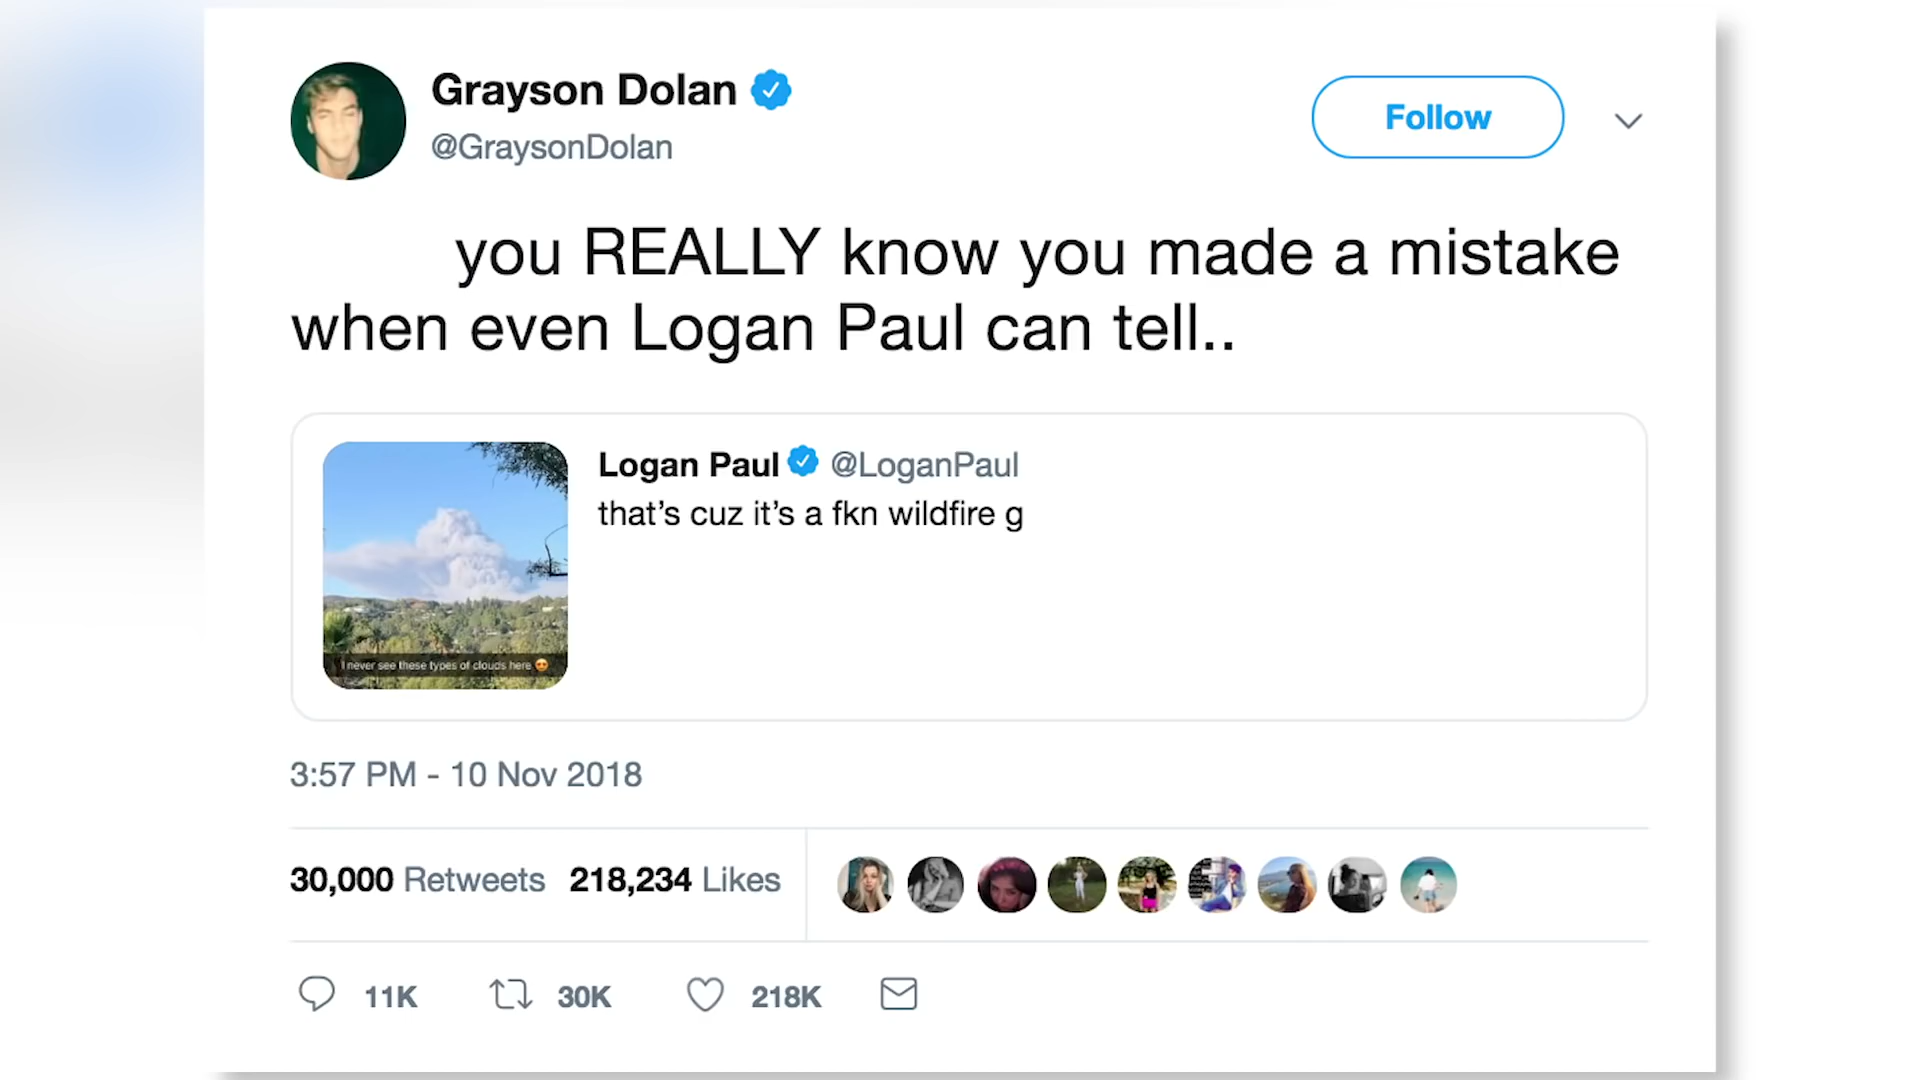 Grayson Dolan
@GraysonDolan
Follow
you REALLY know you made a mistake
when even Logan Paul can tell..
Logan Paul @LoganPaul
that’s cuz it’s a fkn wildfire g
I never see these types of clouds here 😍
3:57 PM - 10 Nov 2018
30,000 Retweets 218,234 Likes
11K 30K 218K